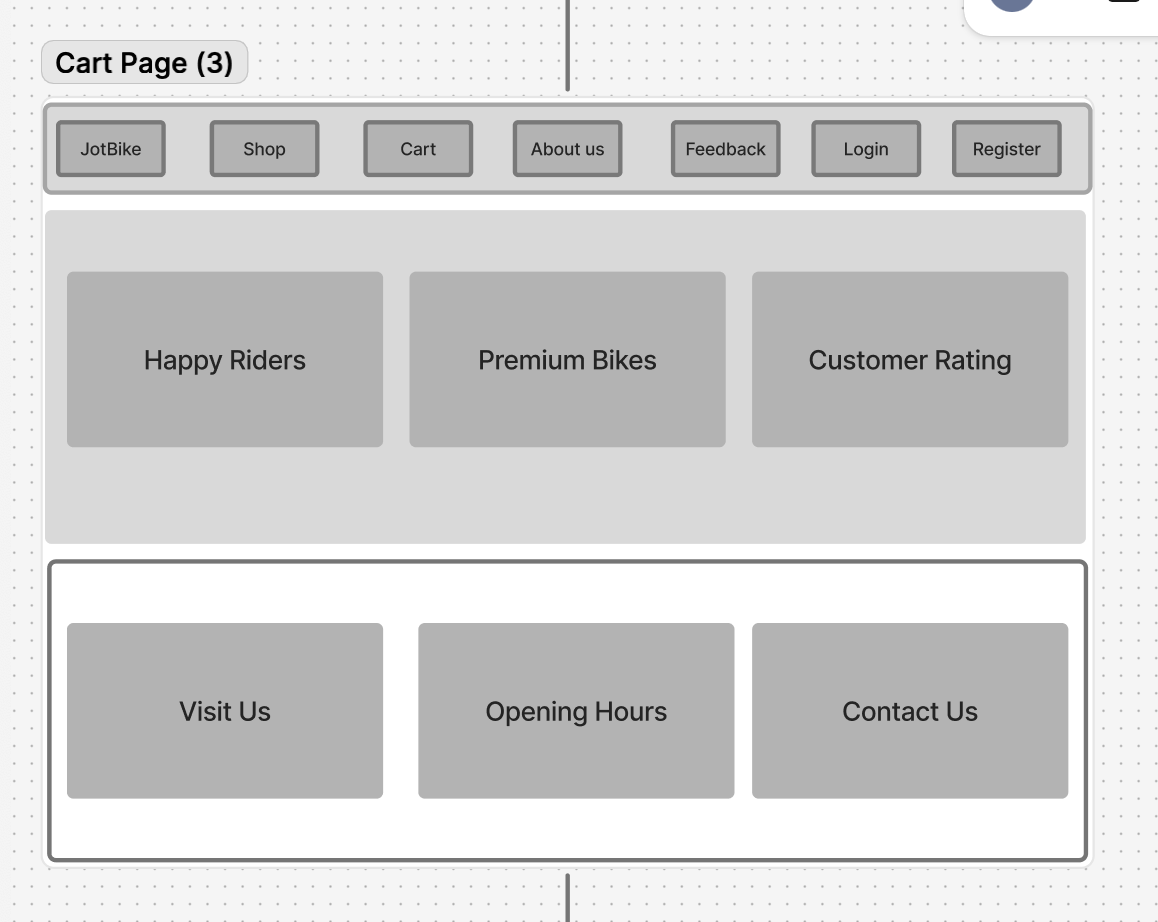 Cart Page (3)
JotBike
Shop
Cart
About us
Feedback
Login
Register
Happy Riders
Premium Bikes
Customer Rating
Visit Us
Opening Hours
Contact Us